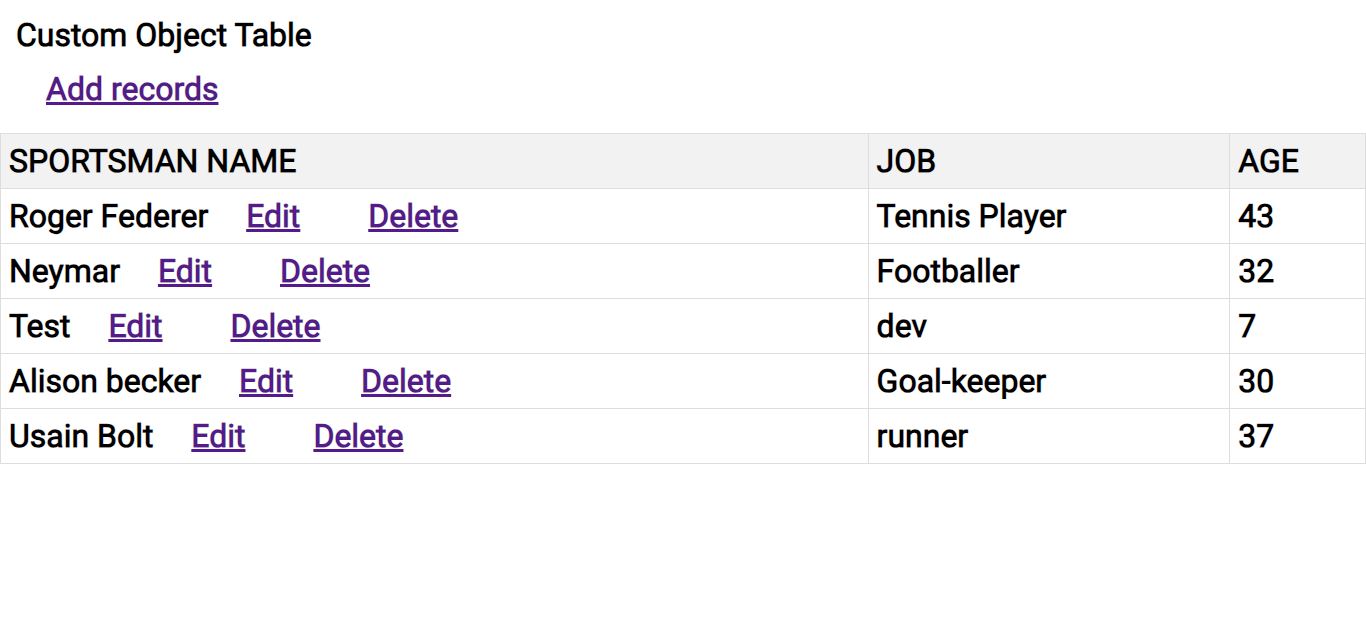 Custom Object Table
Add records
SPORTSMAN NAME JOB AGE
Roger Federer Edit Delete Tennis Player 43
Neymar Edit Delete Footballer 32
Test Edit Delete dev 7
Alison becker Edit Delete Goal-keeper 30
Usain Bolt Edit Delete runner 37